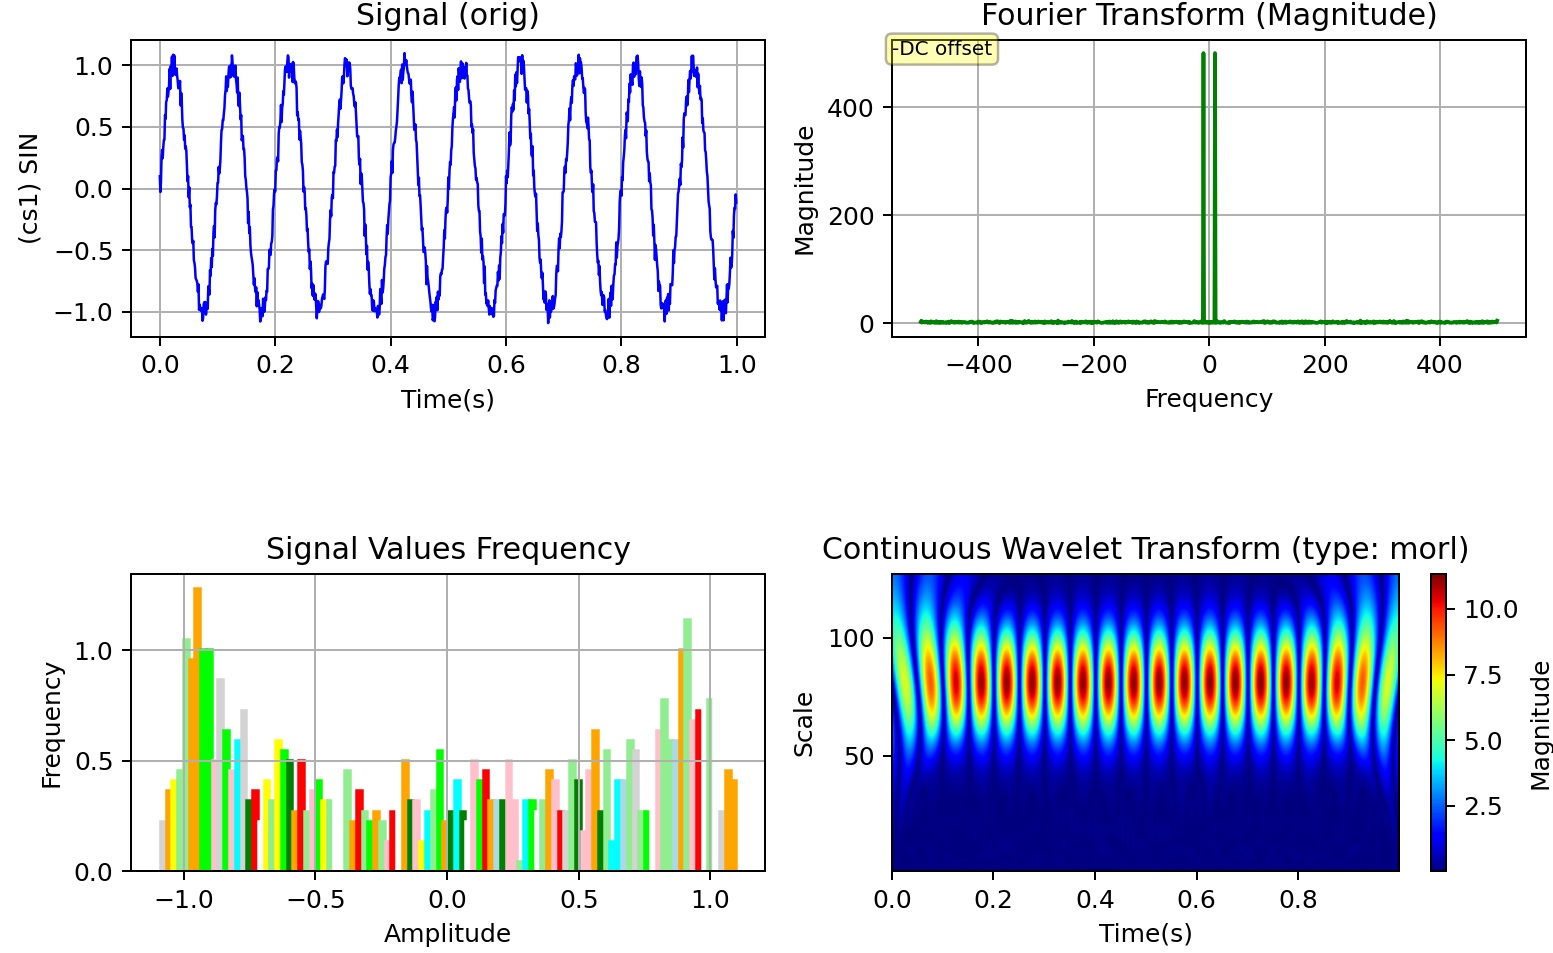 Signal (orig)
(cs1) SIN
1.0
0.5
0.0
−0.5
−1.0
0.0 0.2 0.4 0.6 0.8 1.0
Time(s)
Fourier Transform (Magnitude)
-DC offset
Magnitude
400
200
0
−400 −200 0 200 400
Frequency
Signal Values Frequency
Frequency
1.0
0.5
0.0
−1.0 −0.5 0.0 0.5 1.0
Amplitude
Continuous Wavelet Transform (type: morl)
Scale
100
50
0.0 0.2 0.4 0.6 0.8
Time(s)
10.0
7.5
5.0
2.5
Magnitude